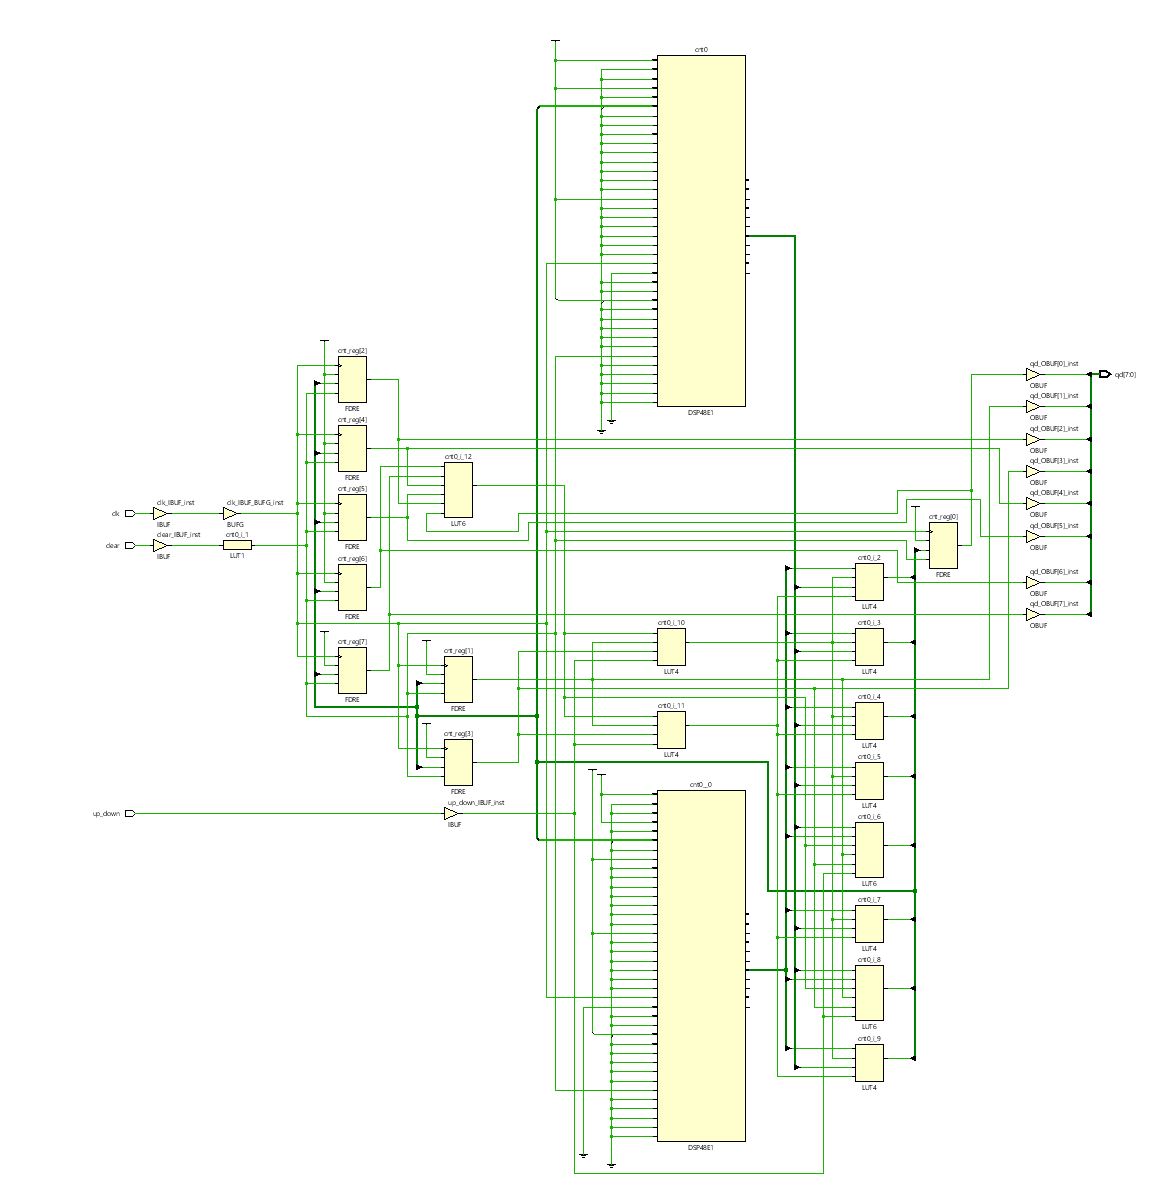 cnt0
DSP48E1
cnt_reg[2]
FDRE
cnt_reg[4]
FDRE
cnt0_i_12
LUT6
cnt_reg[5]
FDRE
clk
clk_IBUF_inst
IBUF
clk_IBUF_BUFG_inst
BUFG
clear
clear_IBUF_inst
IBUF
cnt0_i_1
LUT1
cnt_reg[6]
FDRE
cnt_reg[7]
FDRE
cnt_reg[1]
FDRE
cnt_reg[3]
FDRE
up_down
up_down_IBUF_inst
IBUF
cnt0_i_10
LUT4
cnt0_i_11
LUT4
cnt0__0
DSP48E1
cnt_reg[0]
FDRE
cnt0_i_2
LUT4
cnt0_i_3
LUT4
cnt0_i_4
LUT4
cnt0_i_5
LUT4
cnt0_i_6
LUT6
cnt0_i_7
LUT4
cnt0_i_8
LUT6
cnt0_i_9
LUT4
qd_OBUF[0]_inst
OBUF
qd[7:0]
qd_OBUF[1]_inst
OBUF
qd_OBUF[2]_inst
OBUF
qd_OBUF[3]_inst
OBUF
qd_OBUF[4]_inst
OBUF
qd_OBUF[5]_inst
OBUF
qd_OBUF[6]_inst
OBUF
qd_OBUF[7]_inst
OBUF